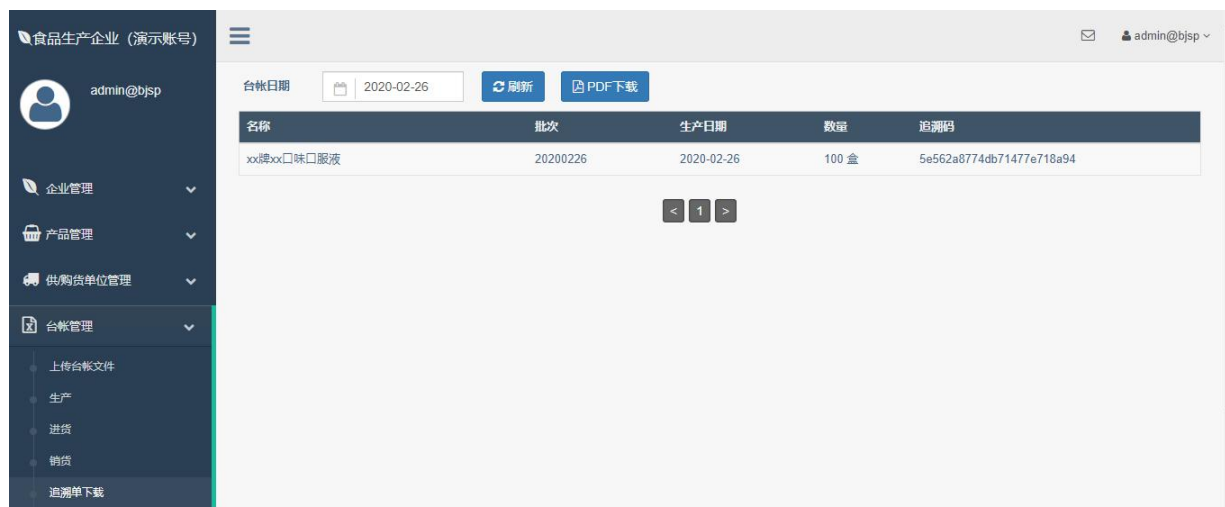 食品生产企业（演示账号）
admin@bjsp
admin@bjsp
企业管理
产品管理
供/购货单位管理
台帐管理
上传台帐文件
生产
进货
销货
追溯单下载
台帐日期 2020-02-26 刷新 PDF下载
名称 批次 生产日期 数量 追溯码
xx牌xx口味口服液 20200226 2020-02-26 100 盒 5e562a8774db71477e718a94
< 1 >